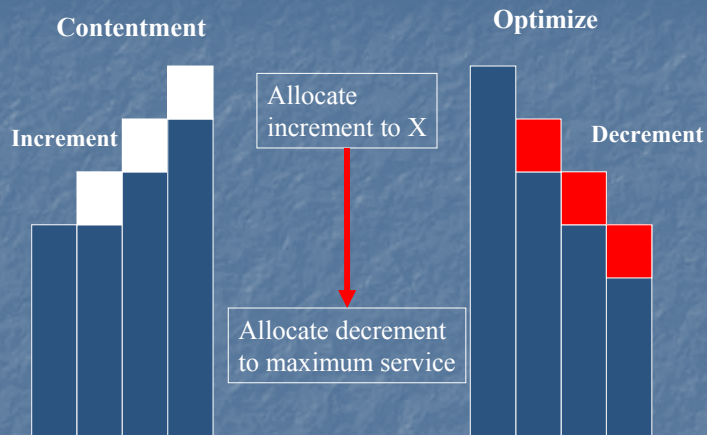 Contentment
Optimize
Increment
Allocate
increment to X
Decrement
Allocate decrement
to maximum service